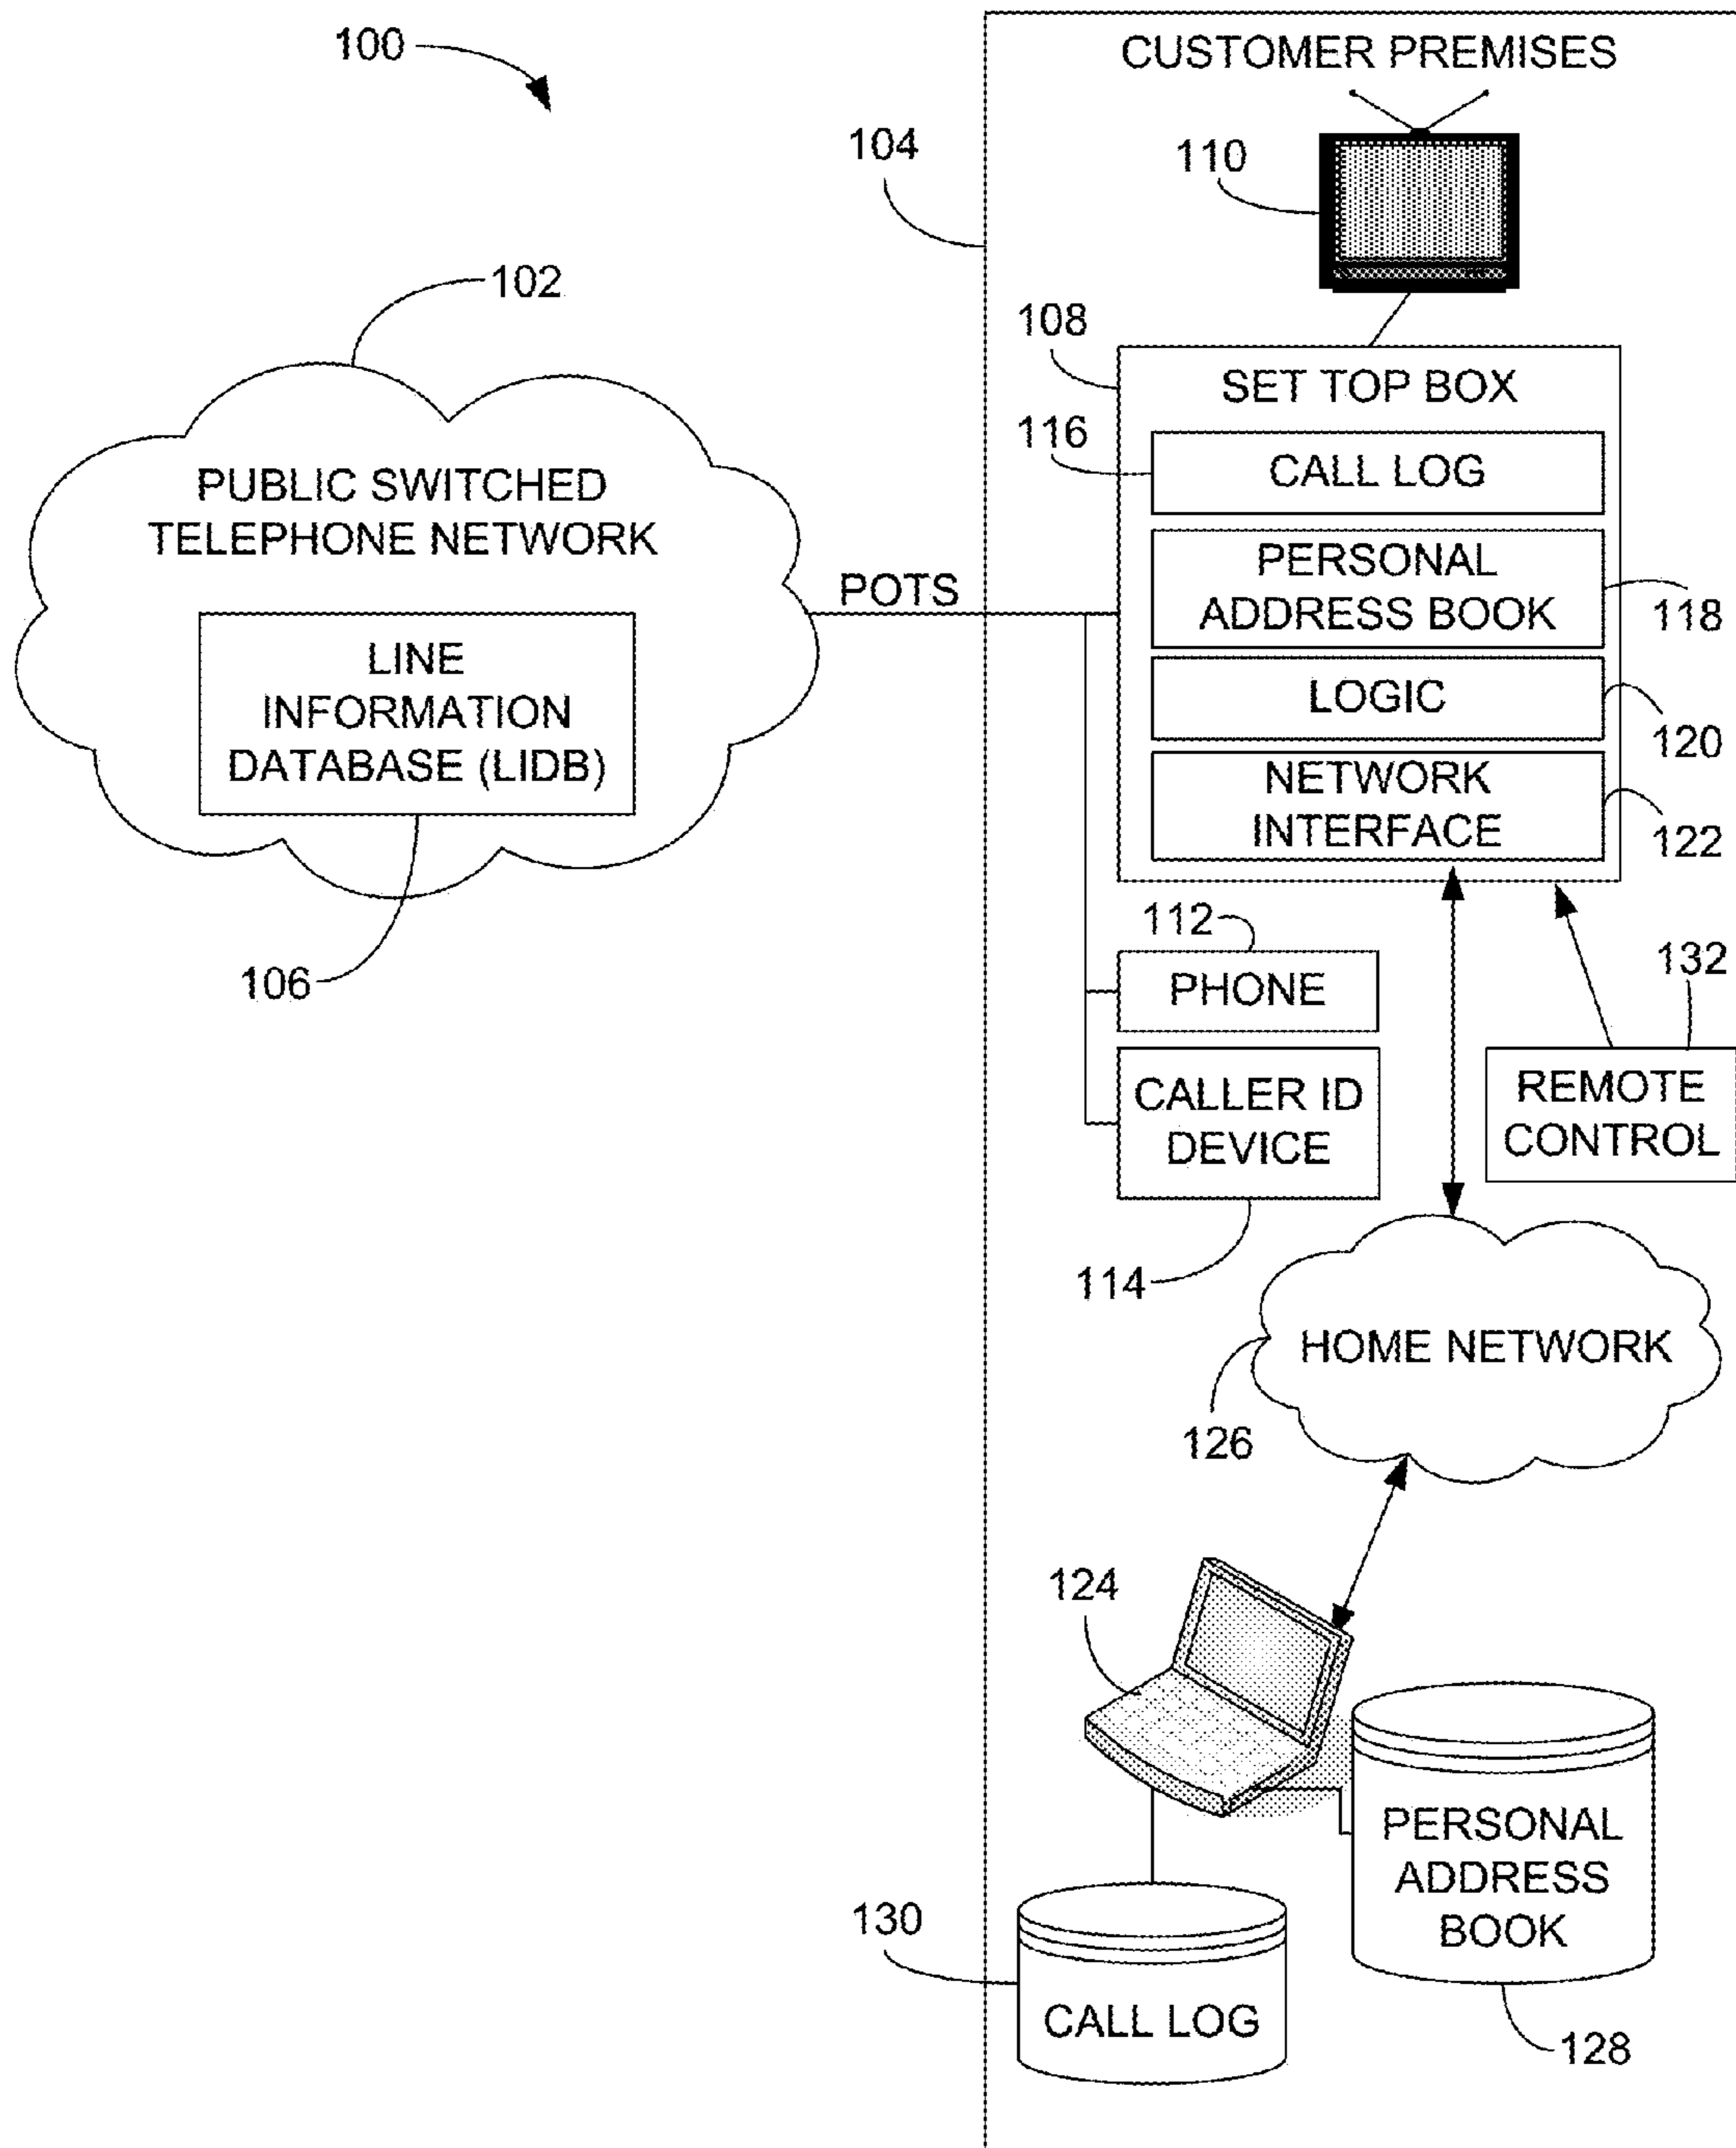 100
CUSTOMER PREMISES
104
110
102
108
SET TOP BOX
116
CALL LOG
PUBLIC SWITCHED
TELEPHONE NETWORK
PERSONAL
ADDRESS BOOK
118
POTS
LINE
INFORMATION
DATABASE (LIDB)
LOGIC
120
NETWORK
INTERFACE
122
106
112
PHONE
132
CALLER ID
DEVICE
REMOTE
CONTROL
114
HOME NETWORK
126
124
PERSONAL
ADDRESS
BOOK
130
CALL LOG
128